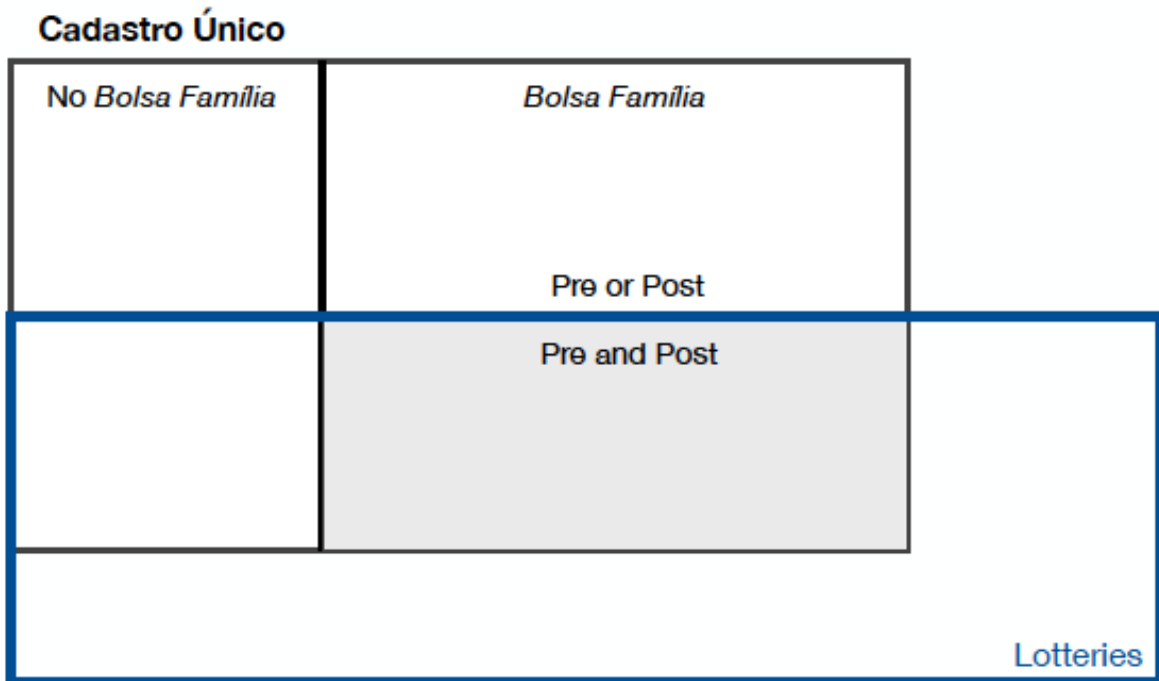 Cadastro Único
No Bolsa Família
Bolsa Família
Pre or Post
Pre and Post
Lotteries